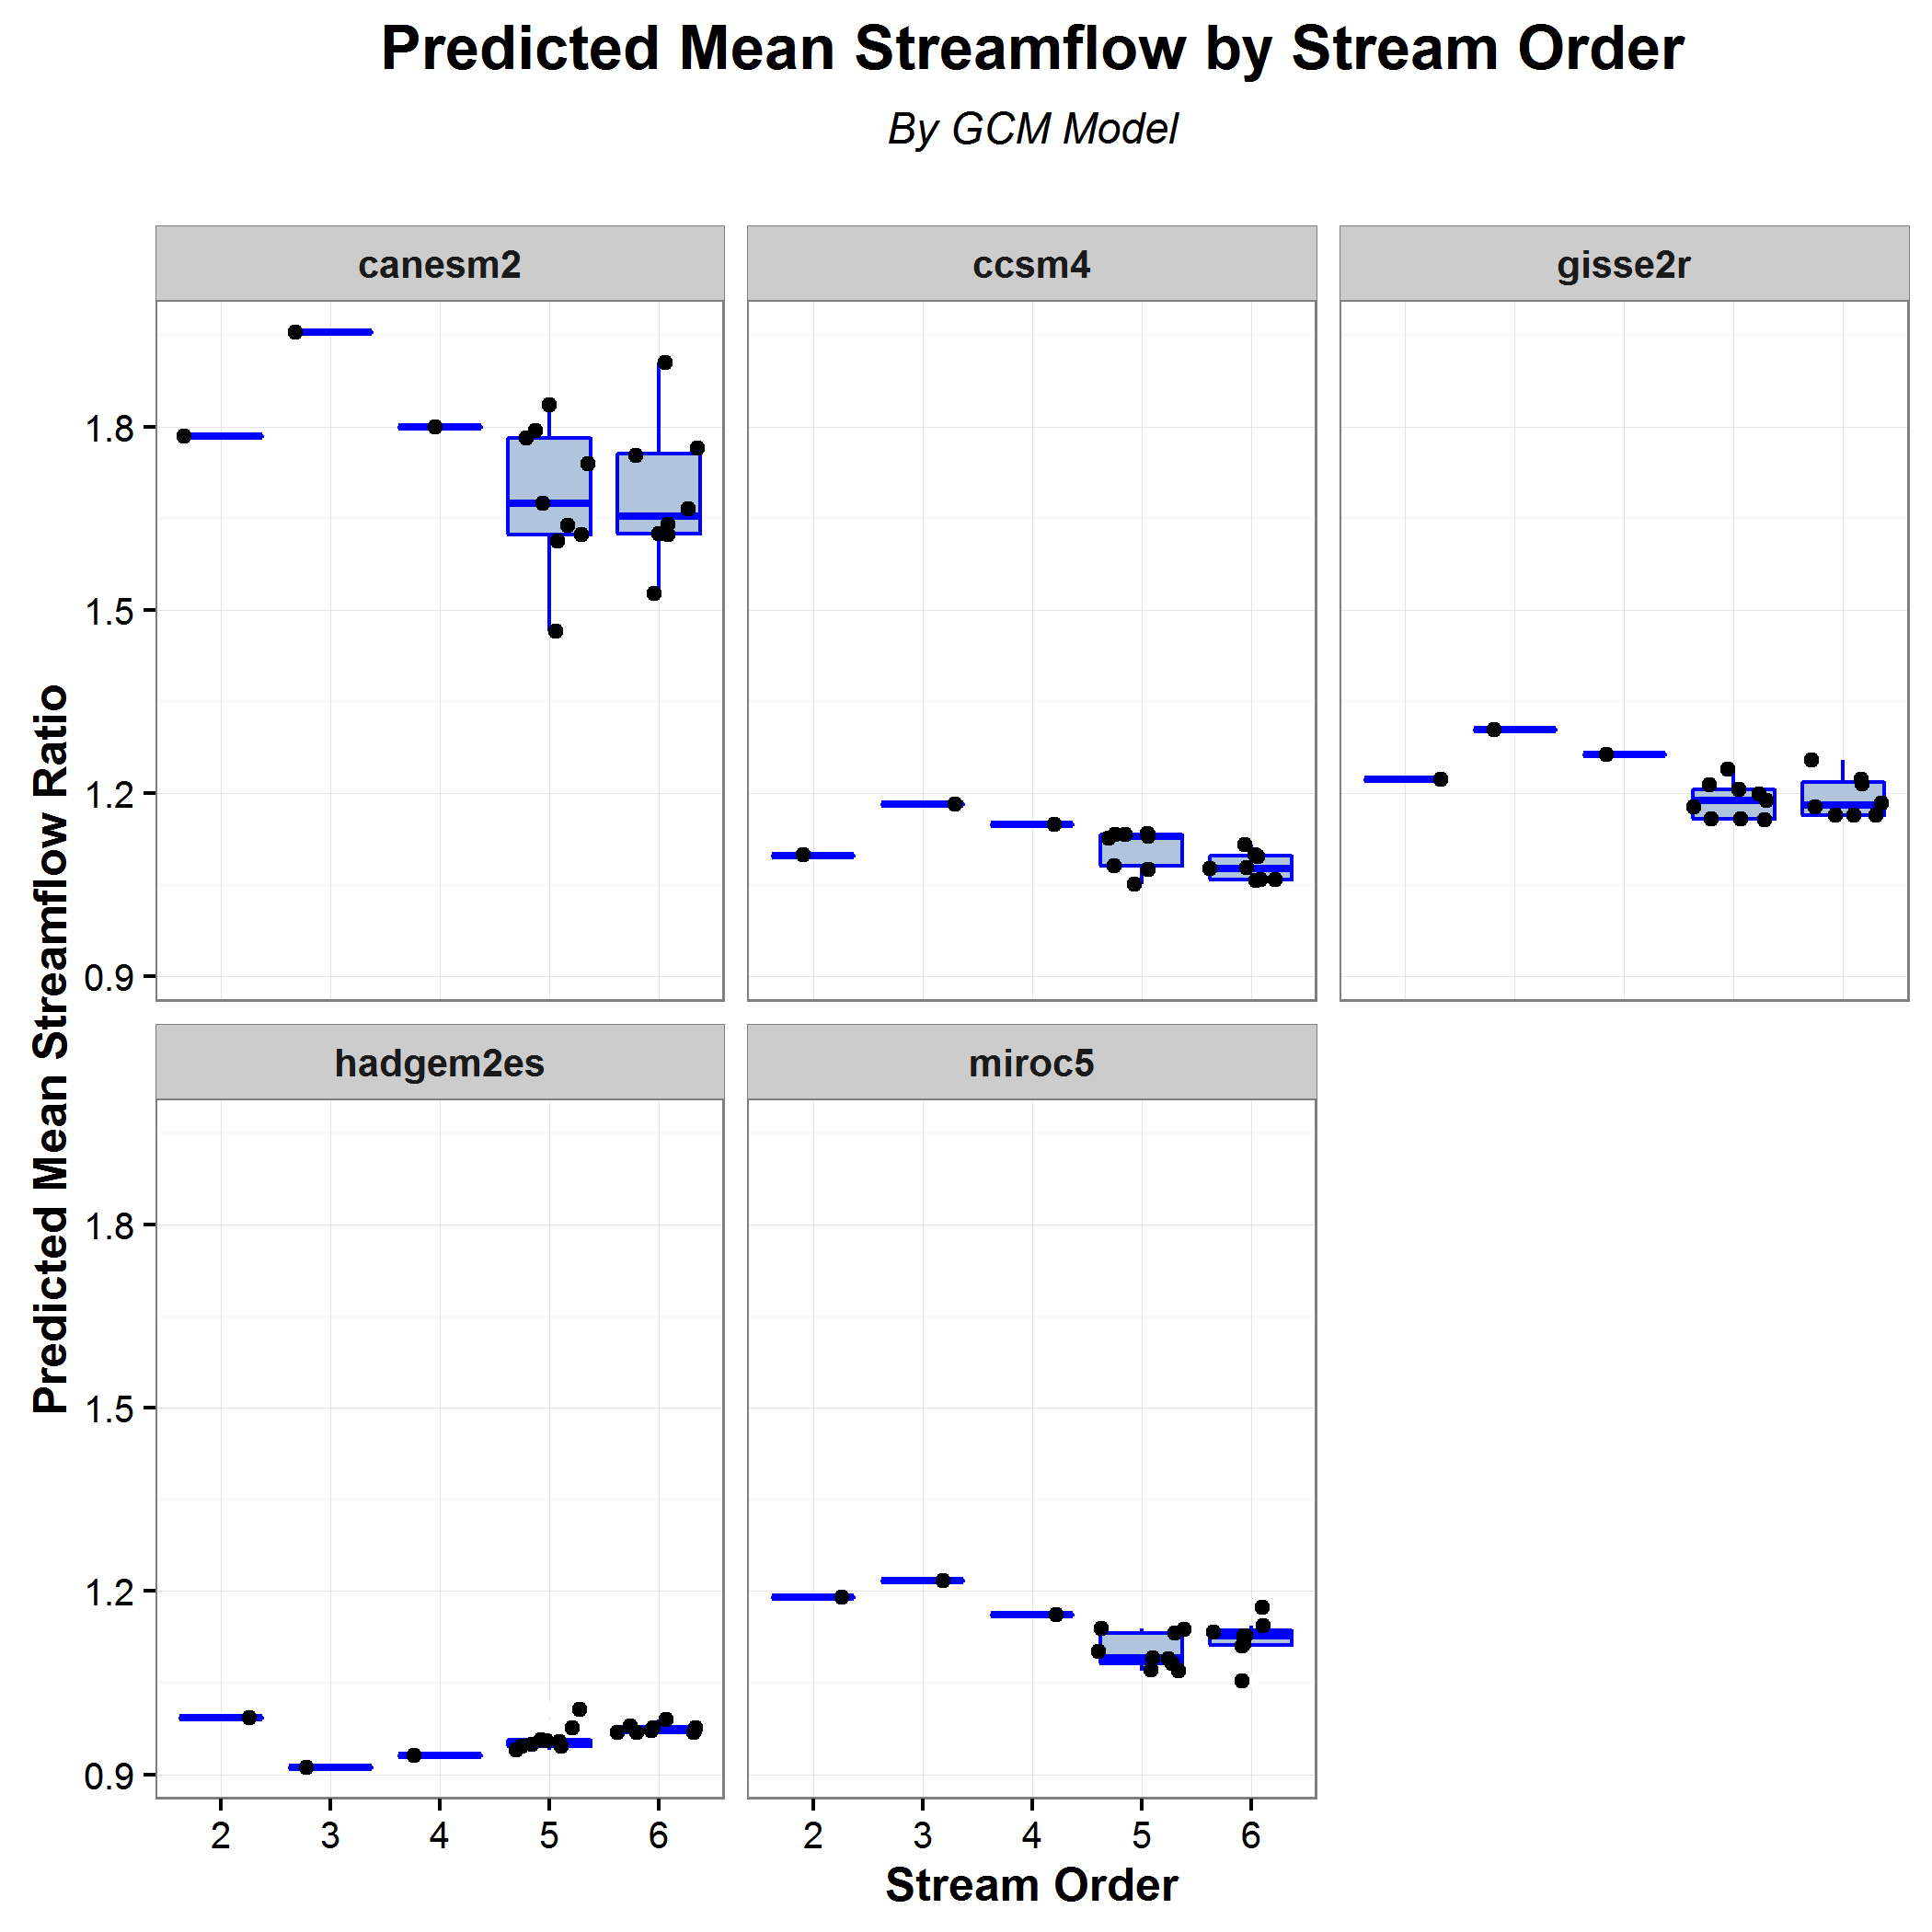 Predicted Mean Streamflow by Stream Order
By GCM Model
canesm2
ccsm4
gisse2r
1.8
1.5
1.2
0.9
Predicted Mean Streamflow Ratio
hadgem2es
miroc5
1.8
1.5
1.2
0.9
2 3 4 5 6
2 3 4 5 6
Stream Order